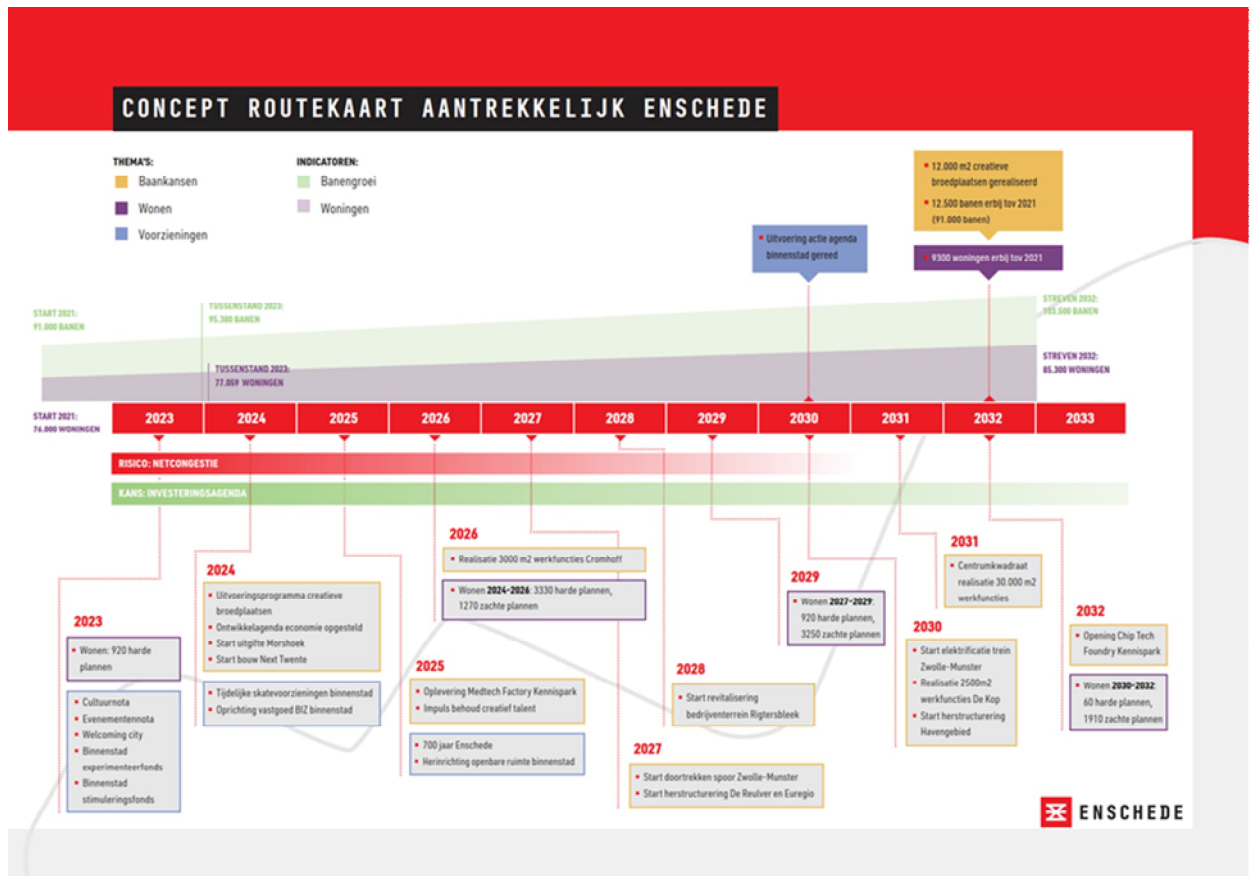 CONCEPT ROUTEKAART AANTREKKELIJK ENSCHEDE
THEMA'S:
Baankansen
Wonen
Voorzieningen
INDICATOREN:
Banengroei
Woningen
Uitvoering actie agenda
binnenstad gereed
12.000 m2 creatieve
broedplaatsen gerealiseerd
12.500 banen erbij tov 2021
(91.000 banen)
9300 woningen erbij tov 2021
START 2021:
91.000 BANEN
TUSSENSTAND 2023:
95.300 BANEN
STREVEN 2032:
103.500 BANEN
TUSSENSTAND 2023:
77.059 WONINGEN
STREVEN 2032:
85.300 WONINGEN
START 2021:
76.000 WONINGEN
2023 2024 2025 2026 2027 2028 2029 2030 2031 2032 2033
RISICO: NETCONGESTIE
KANS: INVESTERINGSAGENDA
2023
Wonen: 920 harde
plannen
Cultuurnota
Evenementennota
Welcoming city
Binnenstad
experimenteerfonds
Binnenstad
stimuleringsfonds
2024
Uitvoeringsprogramma creatieve
broedplaatsen
Ontwikkelagenda economie opgesteld
Start uitgifte Morshoek
Start bouw Next Twente
Tijdelijke skatevoorzieningen binnenstad
Oprichting vastgoed BIZ binnenstad
2025
Oplevering Medtech Factory Kennispark
Impuls behoud creatief talent
700 jaar Enschede
Herinrichting openbare ruimte binnenstad
2026
Realisatie 3000 m2 werkfuncties Cromhoff
Wonen 2024-2026: 3330 harde plannen,
1270 zachte plannen
2027
Start doortrekken spoor Zwolle-Munster
Start herstructurering De Reulver en Euregio
2028
Start revitalisering
bedrijventerrein Rigtersbleek
2029
Wonen 2027-2029:
920 harde plannen,
3250 zachte plannen
2030
Start elektrificatie trein
Zwolle-Munster
Realisatie 2500m2
werkfuncties De Kop
Start herstructurering
Havengebied
2031
Centrumkwadraat
realisatie 30.000 m2
werkfuncties
2032
Opening Chip Tech
Foundry Kennispark
Wonen 2030-2032:
60 harde plannen,
1910 zachte plannen
ENSCHEDE